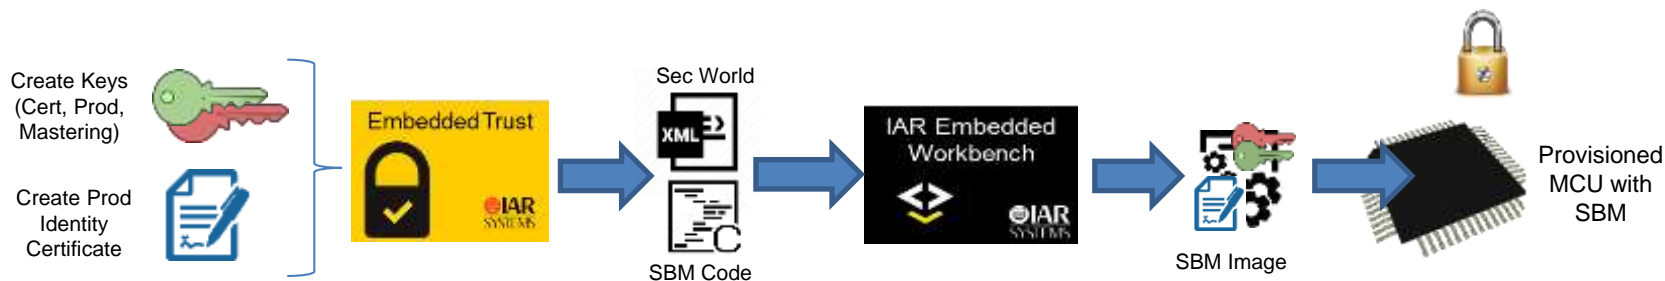 Create Keys
(Cert, Prod,
Mastering)
Create Prod
Identity
Certificate
Embedded Trust
IAR
SYSTEMS
Sec World
XML
C
SBM Code
IAR Embedded
Workbench
IAR
SYSTEMS
SBM Image
Provisioned
MCU with
SBM